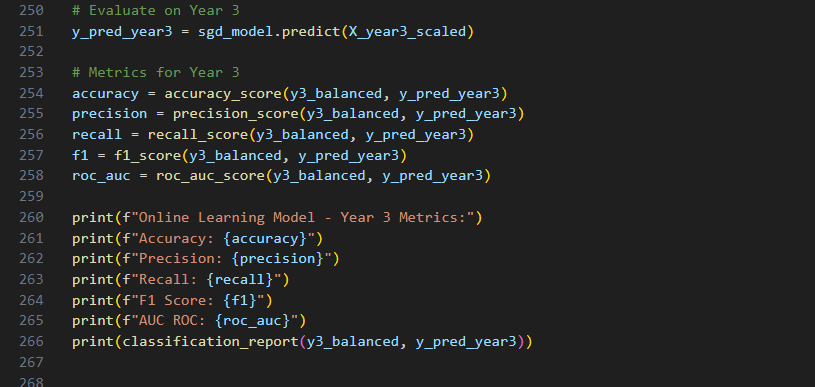 250 # Evaluate on Year 3
251 y_pred_year3 = sgd_model.predict(X_year3_scaled)
252
253 # Metrics for Year 3
254 accuracy = accuracy_score(y3_balanced, y_pred_year3)
255 precision = precision_score(y3_balanced, y_pred_year3)
256 recall = recall_score(y3_balanced, y_pred_year3)
257 f1 = f1_score(y3_balanced, y_pred_year3)
258 roc_auc = roc_auc_score(y3_balanced, y_pred_year3)
259
260 print(f"Online Learning Model - Year 3 Metrics:")
261 print(f"Accuracy: {accuracy}")
262 print(f"Precision: {precision}")
263 print(f"Recall: {recall}")
264 print(f"F1 Score: {f1}")
265 print(f"AUC ROC: {roc_auc}")
266 print(classification_report(y3_balanced, y_pred_year3))
267
268